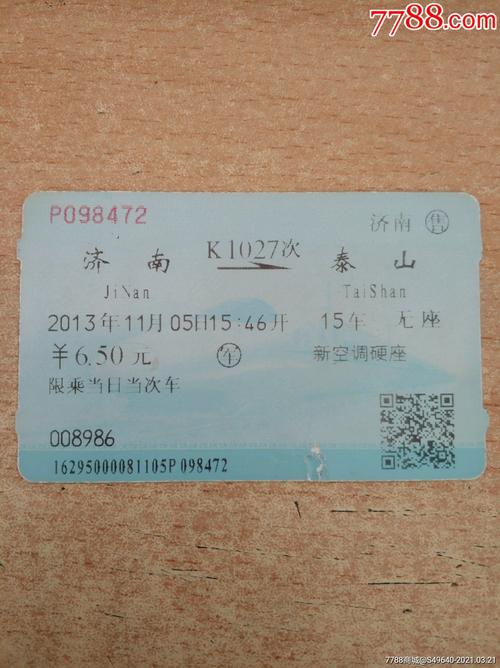 7788.com
P098472
济南 售
济南 K1027次 泰山
JiNan TaiShan
2013年11月05日15:46开 15车 无座
￥6.50元 军 新空调硬座
限乘当日当次车
008986
16295000081105P 098472
7788商城@S49640-2021.03.21